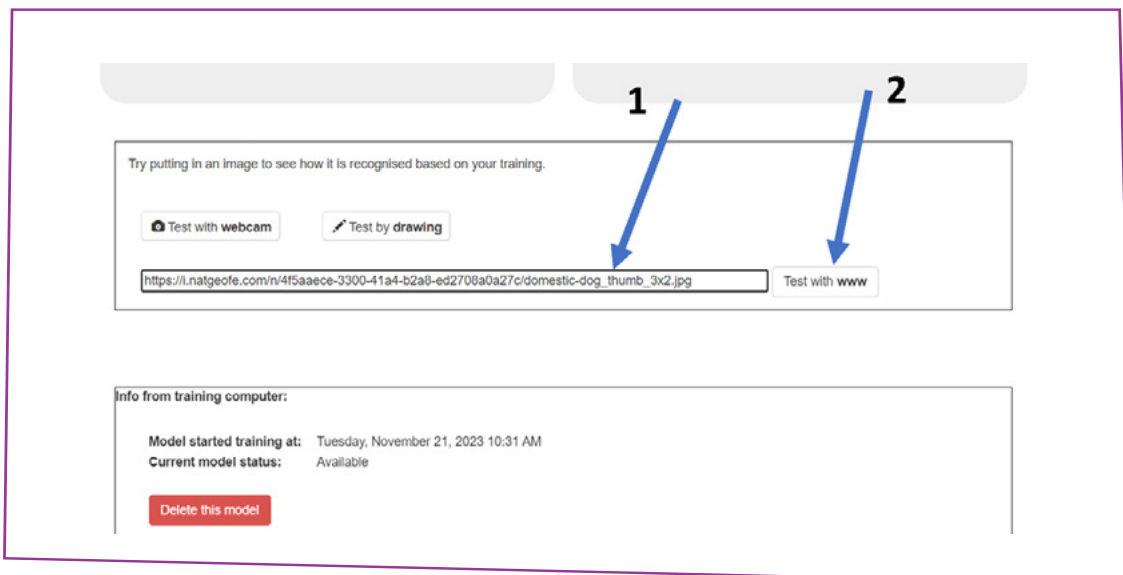 1
2
Try putting in an image to see how it is recognised based on your training.
Test with webcam
Test by drawing
https://i.natgeofe.com/n/4f5aaece-3300-41a4-b2a8-ed2708a0a27c/domestic-dog_thumb_3x2.jpg
Test with www
Info from training computer:
Model started training at: Tuesday, November 21, 2023 10:31 AM
Current model status: Available
Delete this model